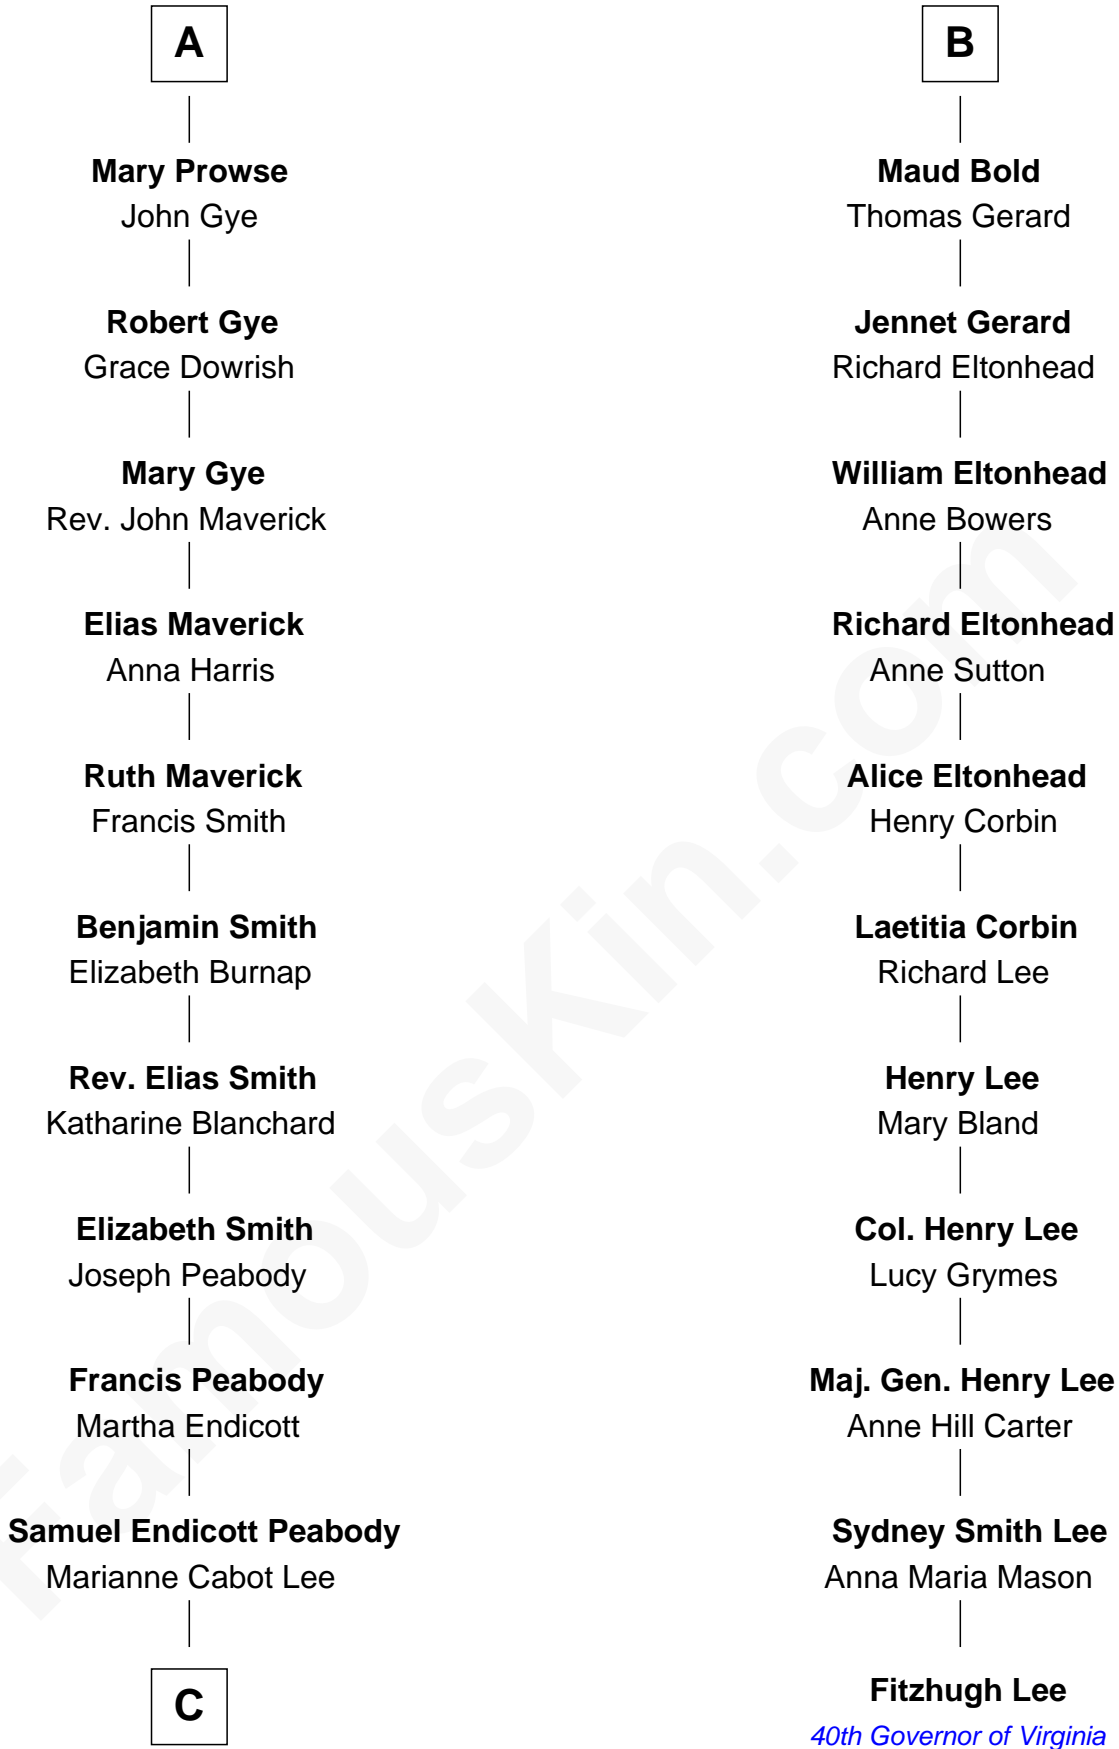 A
Mary Prowse
John Gye
Robert Gye
Grace Dowrish
Mary Gye
Rev. John Maverick
Elias Maverick
Anna Harris
Ruth Maverick
Francis Smith
Benjamin Smith
Elizabeth Burnap
Rev. Elias Smith
Katharine Blanchard
Elizabeth Smith
Joseph Peabody
Francis Peabody
Martha Endicott
Samuel Endicott Peabody
Marianne Cabot Lee
C
B
Maud Bold
Thomas Gerard
Jennet Gerard
Richard Eltonhead
William Eltonhead
Anne Bowers
Richard Eltonhead
Anne Sutton
Alice Eltonhead
Henry Corbin
Laetitia Corbin
Richard Lee
Henry Lee
Mary Bland
Col. Henry Lee
Lucy Grymes
Maj. Gen. Henry Lee
Anne Hill Carter
Sydney Smith Lee
Anna Maria Mason
Fitzhugh Lee
40th Governor of Virginia
FamousKin.com